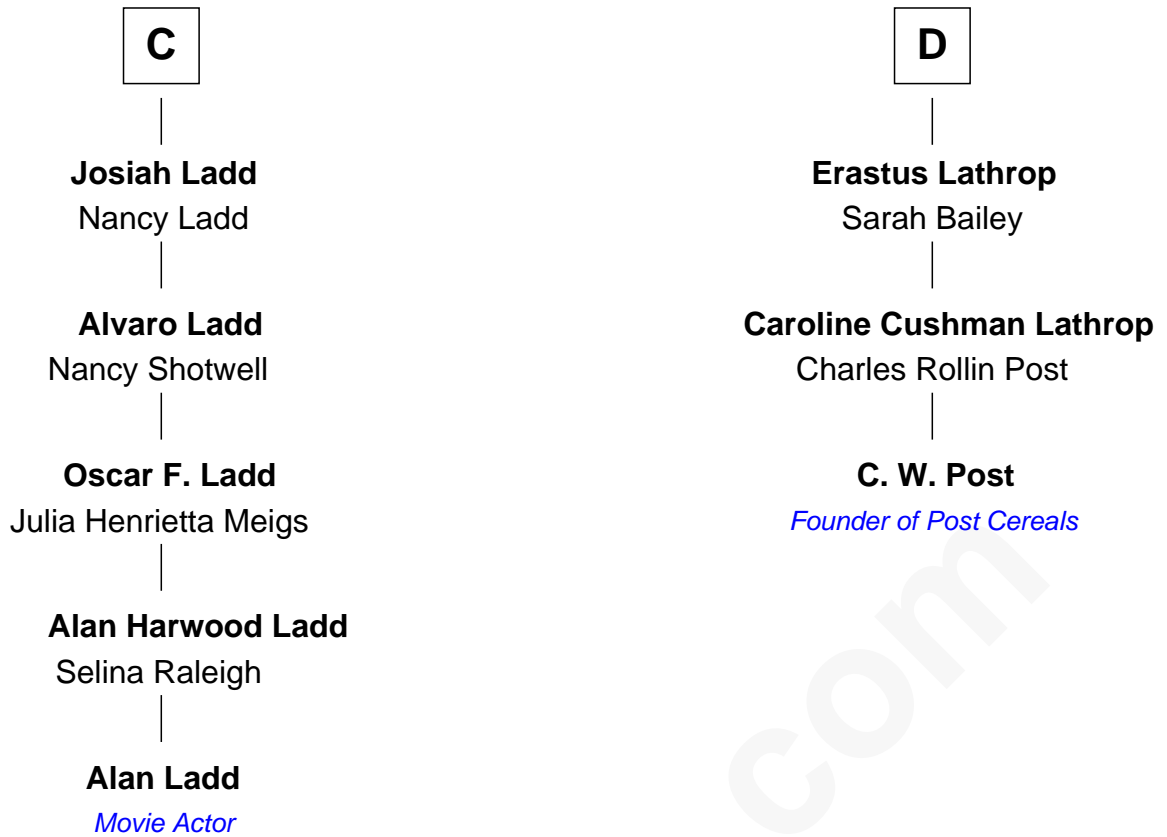 C
Josiah Ladd
Nancy Ladd
Alvaro Ladd
Nancy Shotwell
Oscar F. Ladd
Julia Henrietta Meigs
Alan Harwood Ladd
Selina Raleigh
Alan Ladd
Movie Actor
D
Erastus Lathrop
Sarah Bailey
Caroline Cushman Lathrop
Charles Rollin Post
C. W. Post
Founder of Post Cereals
com